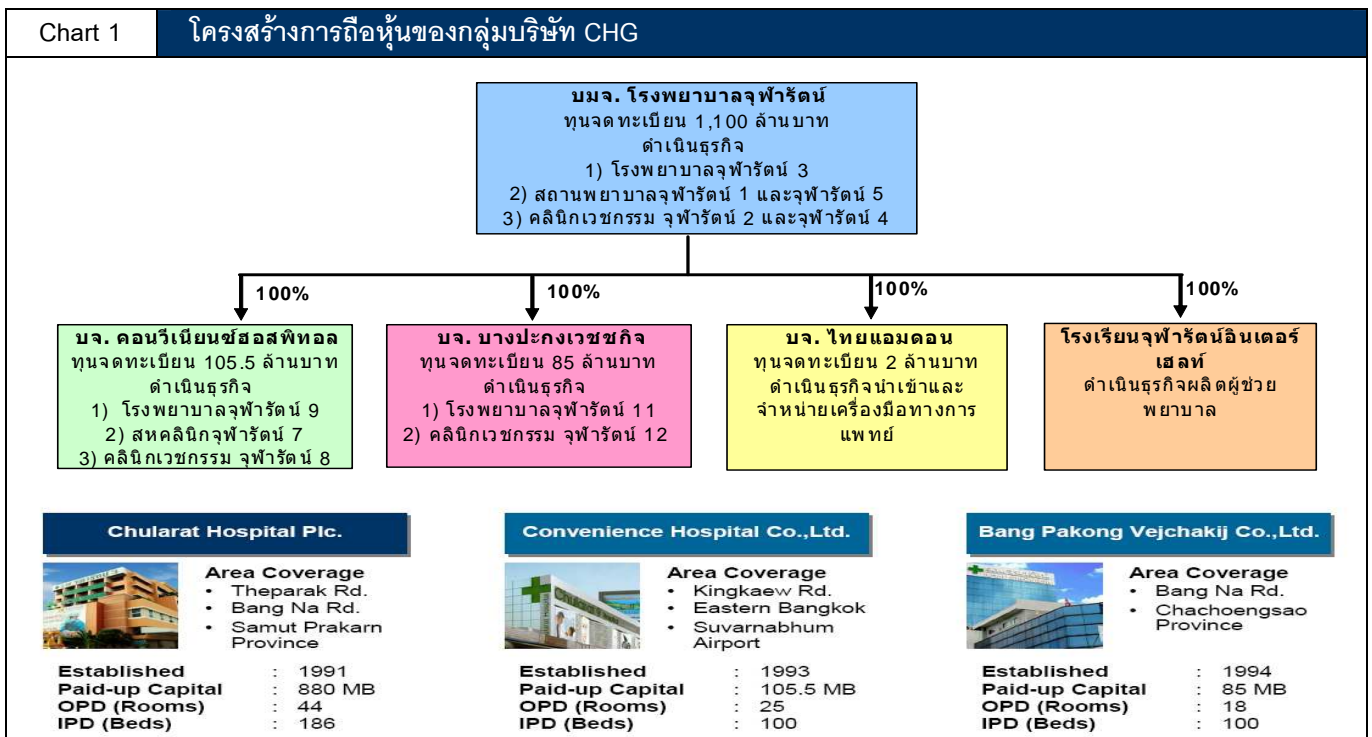 Chart 1
โครงสร้างการถือหุ้นของกลุ่มบริษัท CHG
บมจ. โรงพยาบาลจุฬารัตน์
ทุนจดทะเบียน 1,100 ล้านบาท
ดำเนินธุรกิจ
1) โรงพยาบาลจุฬารัตน์ 3
2) สถานพยาบาลจุฬารัตน์ 1 และจุฬารัตน์ 5
3) คลินิกเวชกรรม จุฬารัตน์ 2 และจุฬารัตน์ 4
100%
100%
100%
100%
บจ. คอนวีเนียนซ์ฮอสพิทอล
ทุนจดทะเบียน 105.5 ล้านบาท
ดำเนินธุรกิจ
1) โรงพยาบาลจุฬารัตน์ 9
2) สหคลินิกจุฬารัตน์ 7
3) คลินิกเวชกรรม จุฬารัตน์ 8
บจ. บางปะกงเวชชกิจ
ทุนจดทะเบียน 85 ล้านบาท
ดำเนินธุรกิจ
1) โรงพยาบาลจุฬารัตน์ 11
2) คลินิกเวชกรรม จุฬารัตน์ 12
บจ. ไทยแอมดอน
ทุนจดทะเบียน 2 ล้านบาท
ดำเนินธุรกิจนำเข้าและ
จำหน่ายเครื่องมือทางการ
แพทย์
โรงเรียนจุฬารัตน์อินเตอร์
เฮลท์
ดำเนินธุรกิจผลิตผู้ช่วย
พยาบาล
Chularat Hospital Plc.
Area Coverage
• Theparak Rd.
• Bang Na Rd.
• Samut Prakarn
Province
Established : 1991
Paid-up Capital : 880 MB
OPD (Rooms) : 44
IPD (Beds) : 186
Convenience Hospital Co.,Ltd.
Chularat
Area Coverage
• Kingkaew Rd.
• Eastern Bangkok
• Suvarnabhum
Airport
Established : 1993
Paid-up Capital : 105.5 MB
OPD (Rooms) : 25
IPD (Beds) : 100
Bang Pakong Vejchakij Co.,Ltd.
Area Coverage
• Bang Na Rd.
• Chachoengsao
Province
Established : 1994
Paid-up Capital : 85 MB
OPD (Rooms) : 18
IPD (Beds) : 100